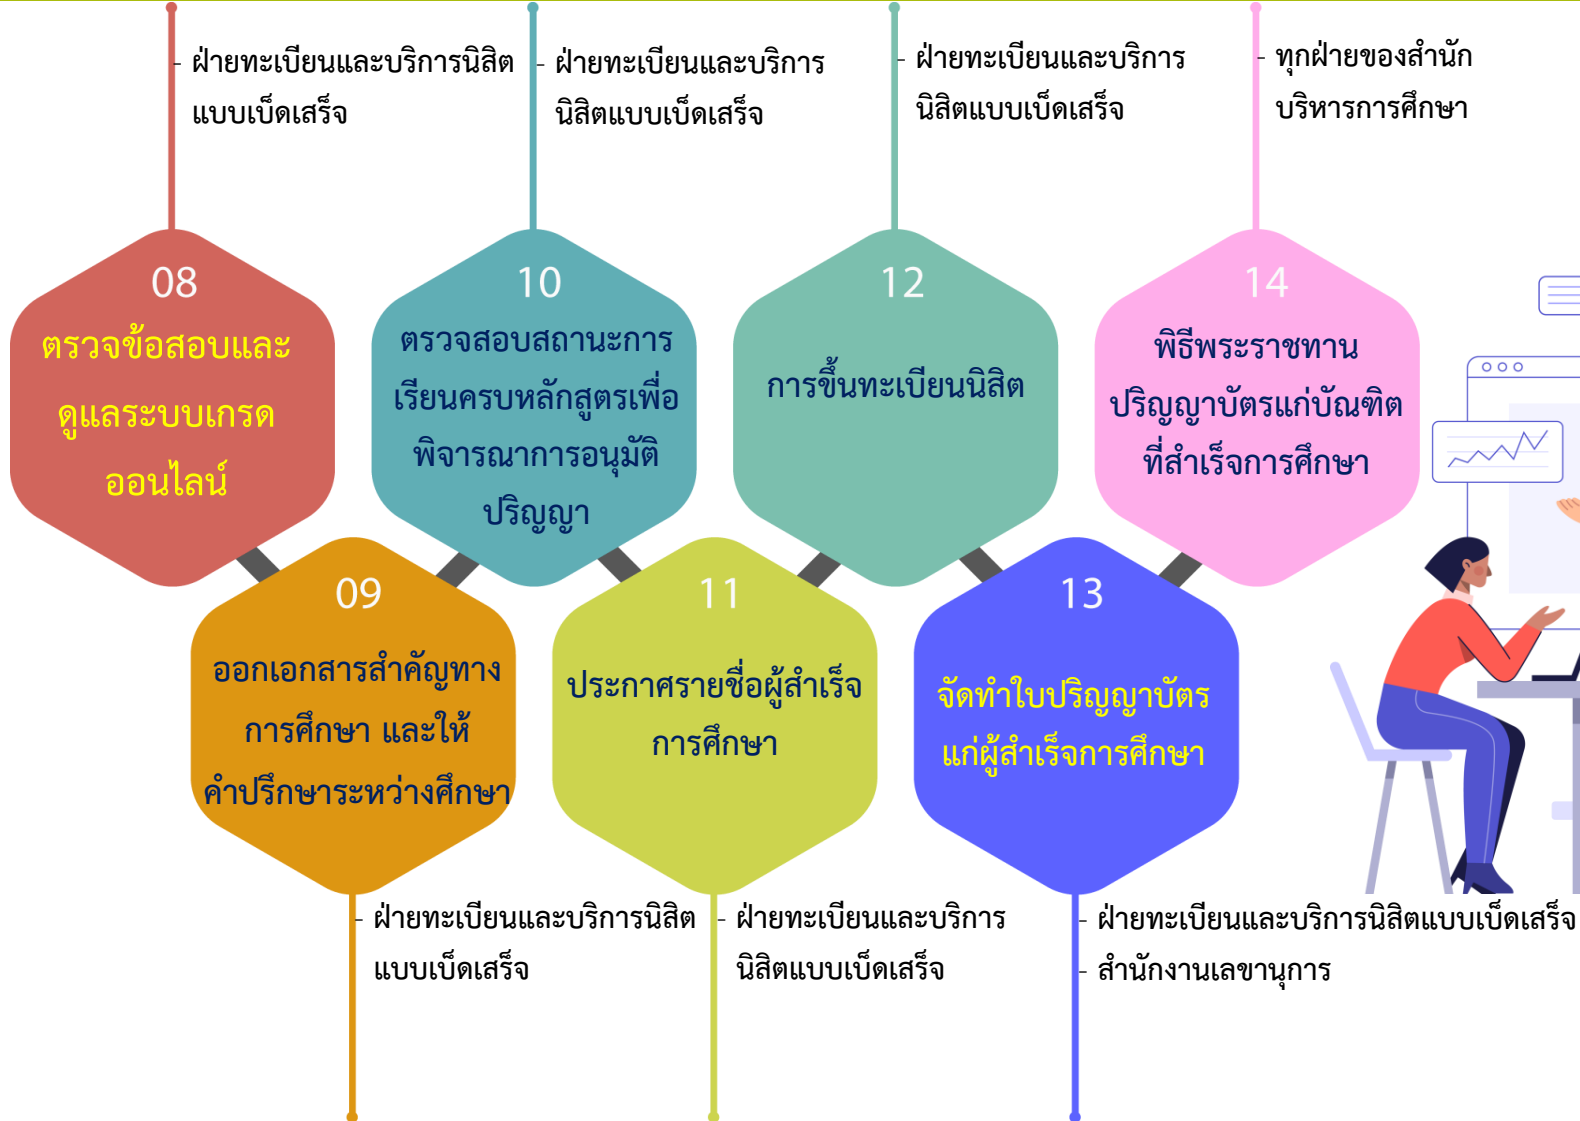 - ฝ่ายทะเบียนและบริการนิสิต
แบบเบ็ดเสร็จ
- ฝ่ายทะเบียนและบริการ
นิสิตแบบเบ็ดเสร็จ
- ฝ่ายทะเบียนและบริการ
นิสิตแบบเบ็ดเสร็จ
- ทุกฝ่ายของสำนัก
บริหารการศึกษา
08
ตรวจข้อสอบและ
ดูแลระบบเกรด
ออนไลน์
10
ตรวจสอบสถานะการ
เรียนครบหลักสูตรเพื่อ
พิจารณาการอนุมัติ
ปริญญา
12
การขึ้นทะเบียนนิสิต
14
พิธีพระราชทาน
ปริญญาบัตรแก่บัณฑิต
ที่สำเร็จการศึกษา
09
ออกเอกสารสำคัญทาง
การศึกษา และให้
คำปรึกษาระหว่างศึกษา
11
ประกาศรายชื่อผู้สำเร็จ
การศึกษา
13
จัดทำใบปริญญาบัตร
แก่ผู้สำเร็จการศึกษา
- ฝ่ายทะเบียนและบริการนิสิต
แบบเบ็ดเสร็จ
- ฝ่ายทะเบียนและบริการ
นิสิตแบบเบ็ดเสร็จ
- ฝ่ายทะเบียนและบริการนิสิตแบบเบ็ดเสร็จ
- สำนักงานเลขานุการ